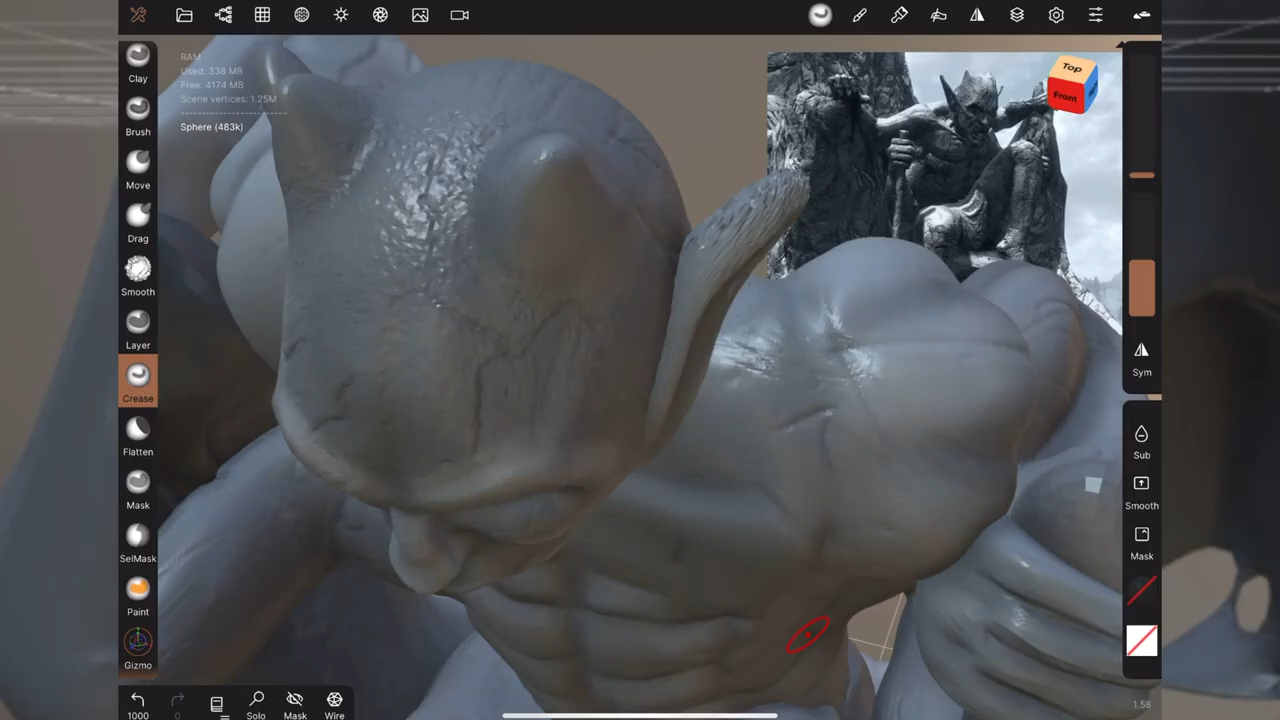 RAM
Used: 338 MB
Free: 4174 MB
Scene vertices: 1.25M
Sphere (483k)
Clay
Brush
Move
Drag
Smooth
Layer
Crease
Flatten
Mask
SelMask
Paint
Gizmo
1000
0
Solo
Mask
Wire
Top
Front
Sym
Sub
Smooth
Mask
1.58